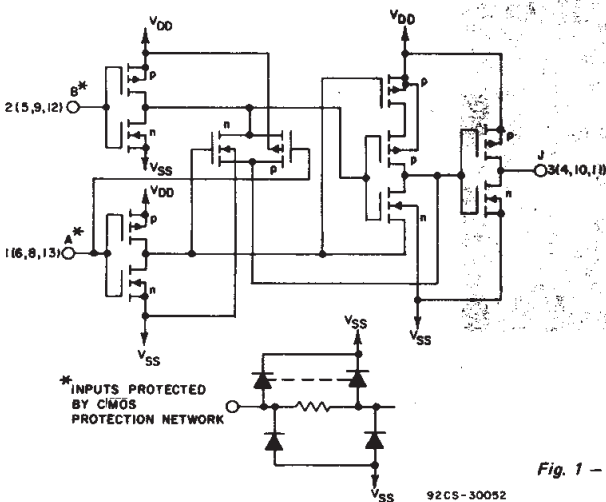 VDD
VDD
B*
p
p
2(5,9,12)
n
n
p
J
VSS
p
p
3(4,10,11)
VDD
n
n
A*
p
1(6,8,13)
n
VSS
VSS
VSS
*INPUTS PROTECTED
BY CMOS
PROTECTION NETWORK
VSS
Fig. 1 –
92CS-30052